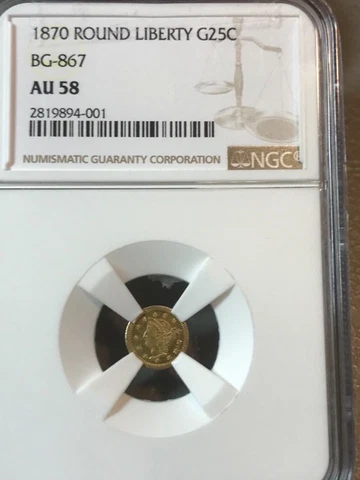 1870 ROUND LIBERTY G25C
BG-867
AU 58
2819894-001
NUMISMATIC GUARANTY CORPORATION
NGC®